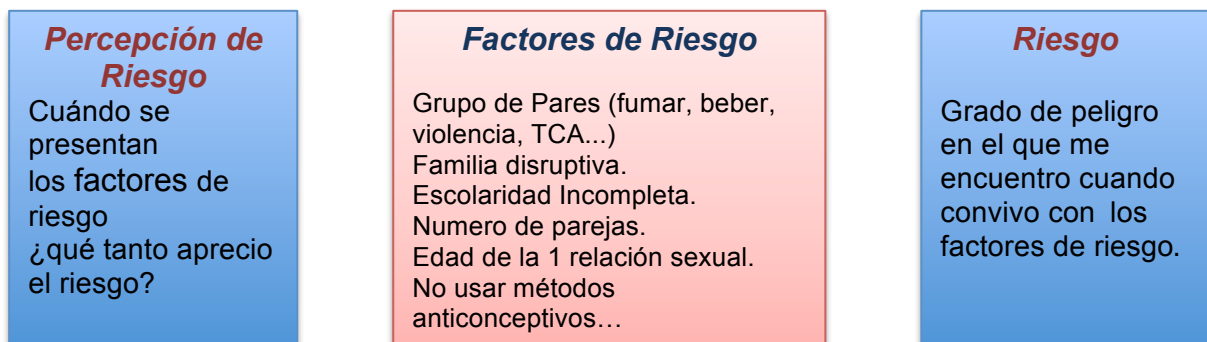 Percepción de
Riesgo
Cuándo se
presentan
los factores de
riesgo
¿qué tanto aprecio
el riesgo?
Factores de Riesgo
Grupo de Pares (fumar, beber,
violencia, TCA...)
Familia disruptiva.
Escolaridad Incompleta.
Numero de parejas.
Edad de la 1 relación sexual.
No usar métodos
anticonceptivos…
Riesgo
Grado de peligro
en el que me
encuentro cuando
convivo con los
factores de riesgo.